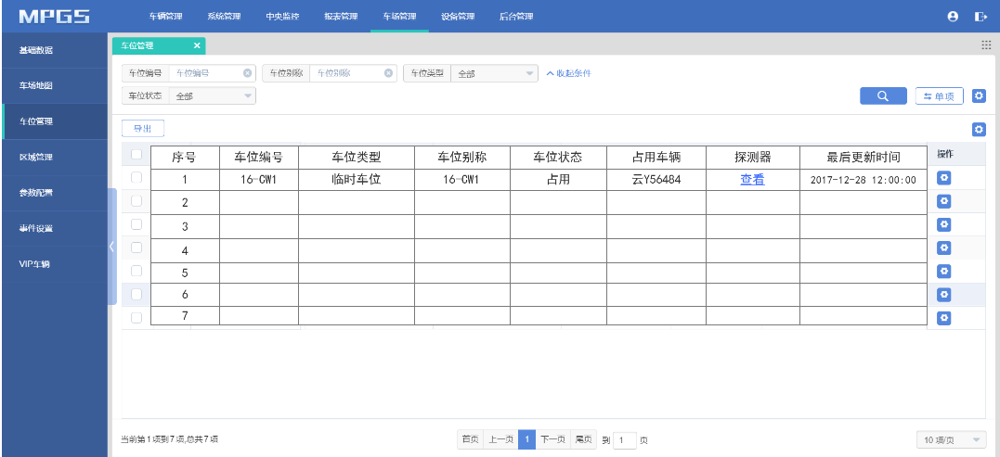 MPGS 车辆管理 系统管理 中央监控 报表管理 车场管理 设备管理 后台管理
基础数据
车场地图
车位管理
区域管理
参数配置
事件设置
VIP车辆
车位管理 ×
车位编号 车位编号 车位别称 车位别称 车位类型 全部 收起条件
车位状态 全部 单项
导出
序号 车位编号 车位类型 车位别称 车位状态 占用车辆 探测器 最后更新时间 操作
1 16-CW1 临时车位 16-CW1 占用 云Y56484 查看 2017-12-28 12:00:00
2
3
4
5
6
7
当前第1项到7项,总共7项 首页 上一页 1 下一页 尾页 到 1 页 10 项/页